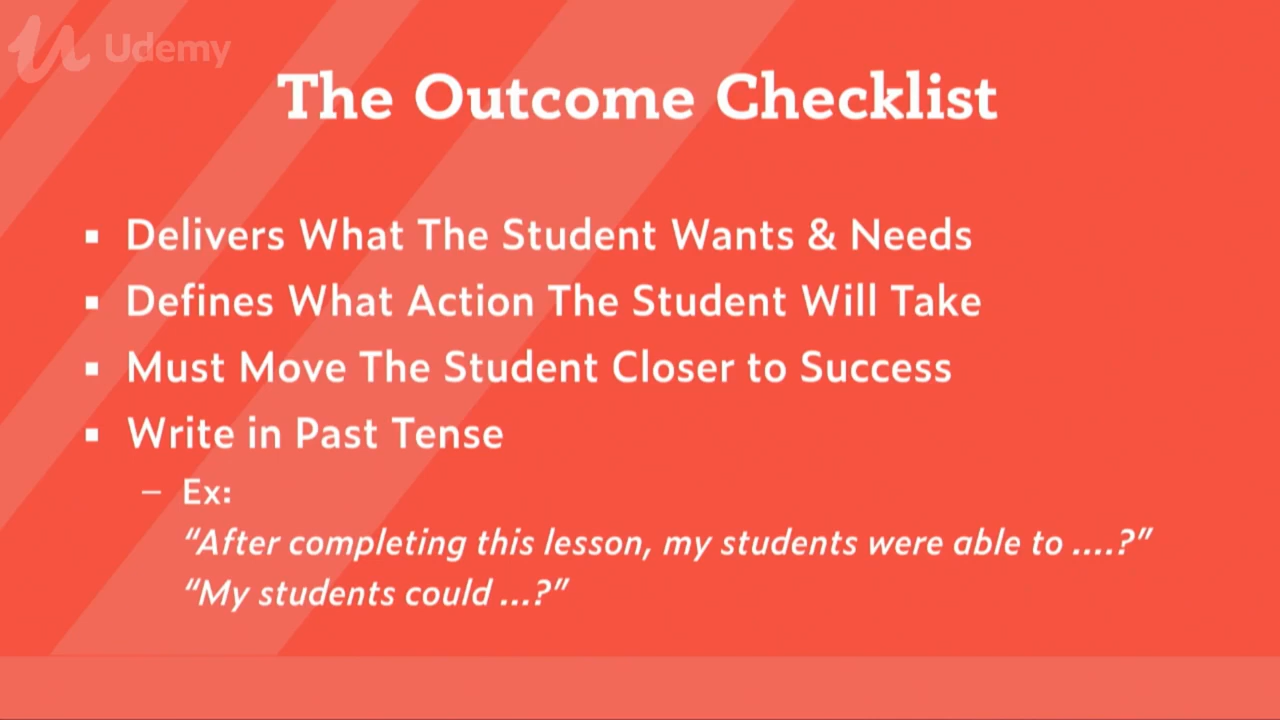 Udemy
The Outcome Checklist
▪ Delivers What The Student Wants & Needs
▪ Defines What Action The Student Will Take
▪ Must Move The Student Closer to Success
▪ Write in Past Tense
– Ex:
“After completing this lesson, my students were able to ....?”
“My students could ...?”